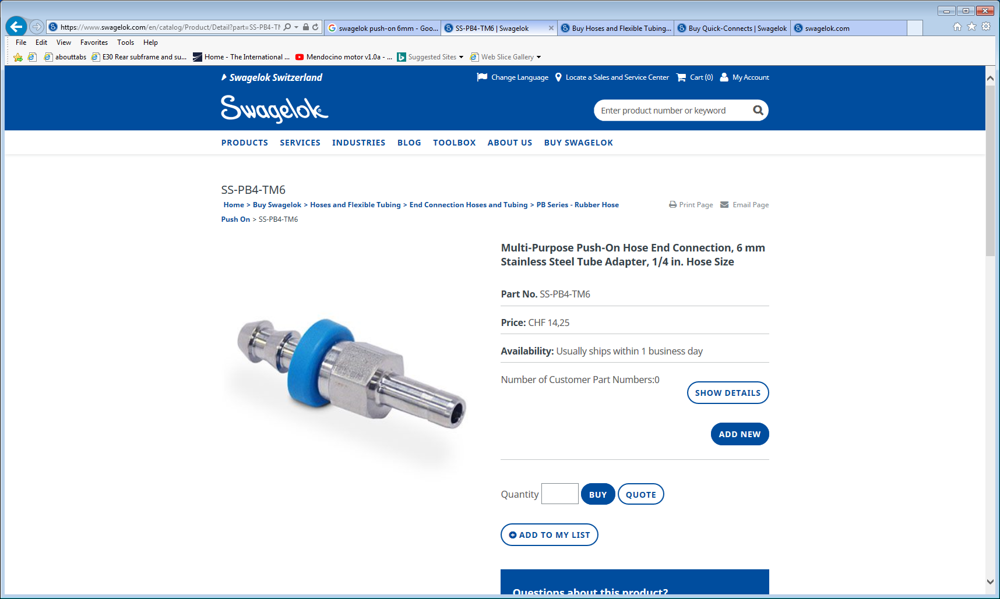 https://www.swagelok.com/en/catalog/Product/Detail?part=SS-PB4-TM
swagelok push-on 6mm - Goo...
SS-PB4-TM6 | Swagelok
Buy Hoses and Flexible Tubing...
Buy Quick-Connects | Swagelok
swagelok.com
File Edit View Favorites Tools Help
abouttabs
E30 Rear subframe and su...
Home - The International ...
Mendocino motor v1.0a - ...
Suggested Sites
Web Slice Gallery
Swagelok Switzerland
Change Language
Locate a Sales and Service Center
Cart (0)
My Account
Swagelok
Enter product number or keyword
PRODUCTS SERVICES INDUSTRIES BLOG TOOLBOX ABOUT US BUY SWAGELOK
SS-PB4-TM6
Home > Buy Swagelok > Hoses and Flexible Tubing > End Connection Hoses and Tubing > PB Series - Rubber Hose
Push On > SS-PB4-TM6
Print Page
Email Page
Multi-Purpose Push-On Hose End Connection, 6 mm
Stainless Steel Tube Adapter, 1/4 in. Hose Size
Part No. SS-PB4-TM6
Price: CHF 14,25
Availability: Usually ships within 1 business day
Number of Customer Part Numbers:0
SHOW DETAILS
ADD NEW
Quantity
BUY
QUOTE
ADD TO MY LIST
Questions about this product?